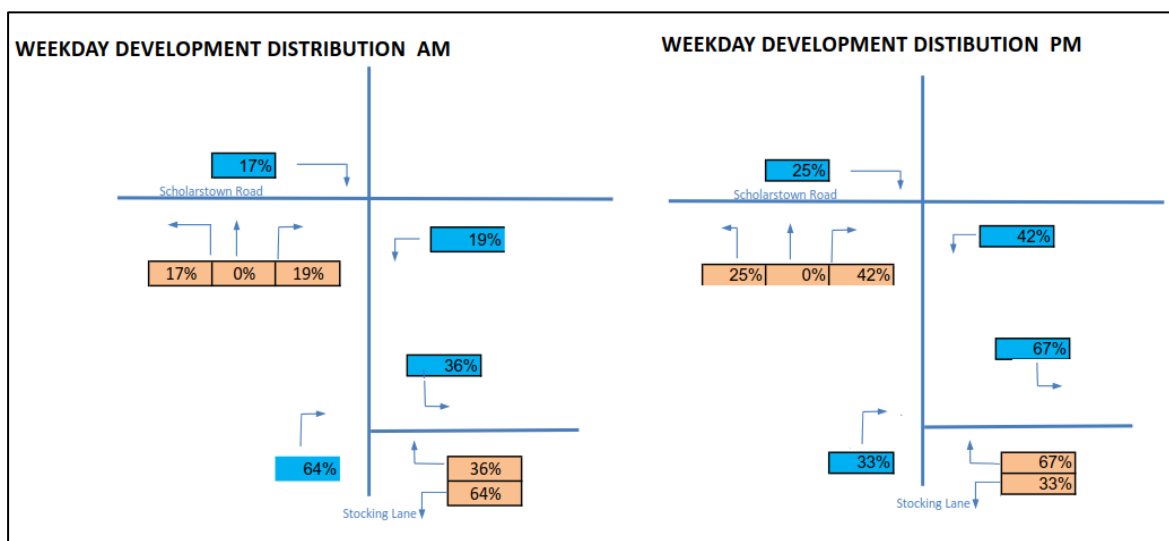 WEEKDAY DEVELOPMENT DISTRIBUTION AM
17%
Scholarstown Road
19%
17% 0% 19%
36%
64%
36%
64%
Stocking Lane
WEEKDAY DEVELOPMENT DISTIBUTION PM
25%
Scholarstown Road
42%
25% 0% 42%
67%
33%
67%
33%
Stocking Lane